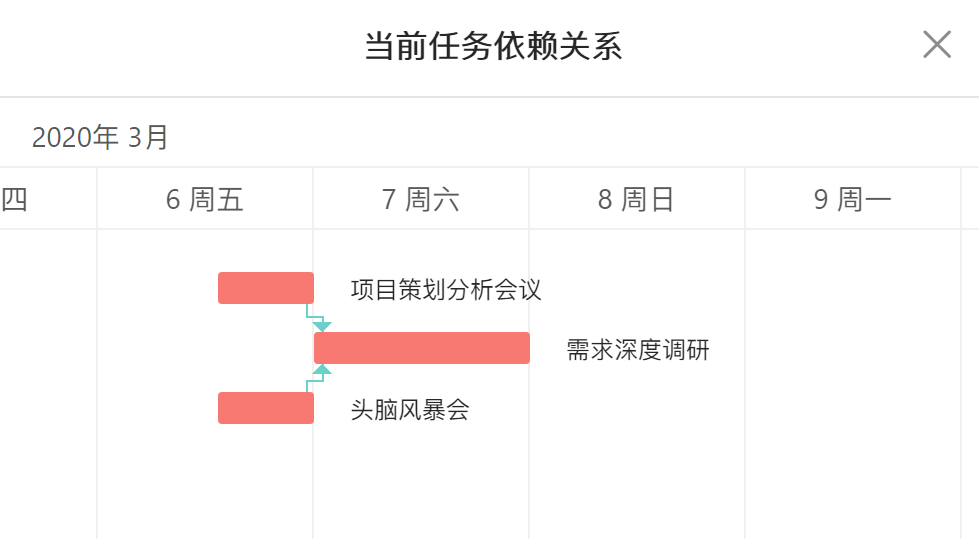 当前任务依赖关系
2020年 3月
四 6 周五 7 周六 8 周日 9 周一
项目策划分析会议
需求深度调研
头脑风暴会